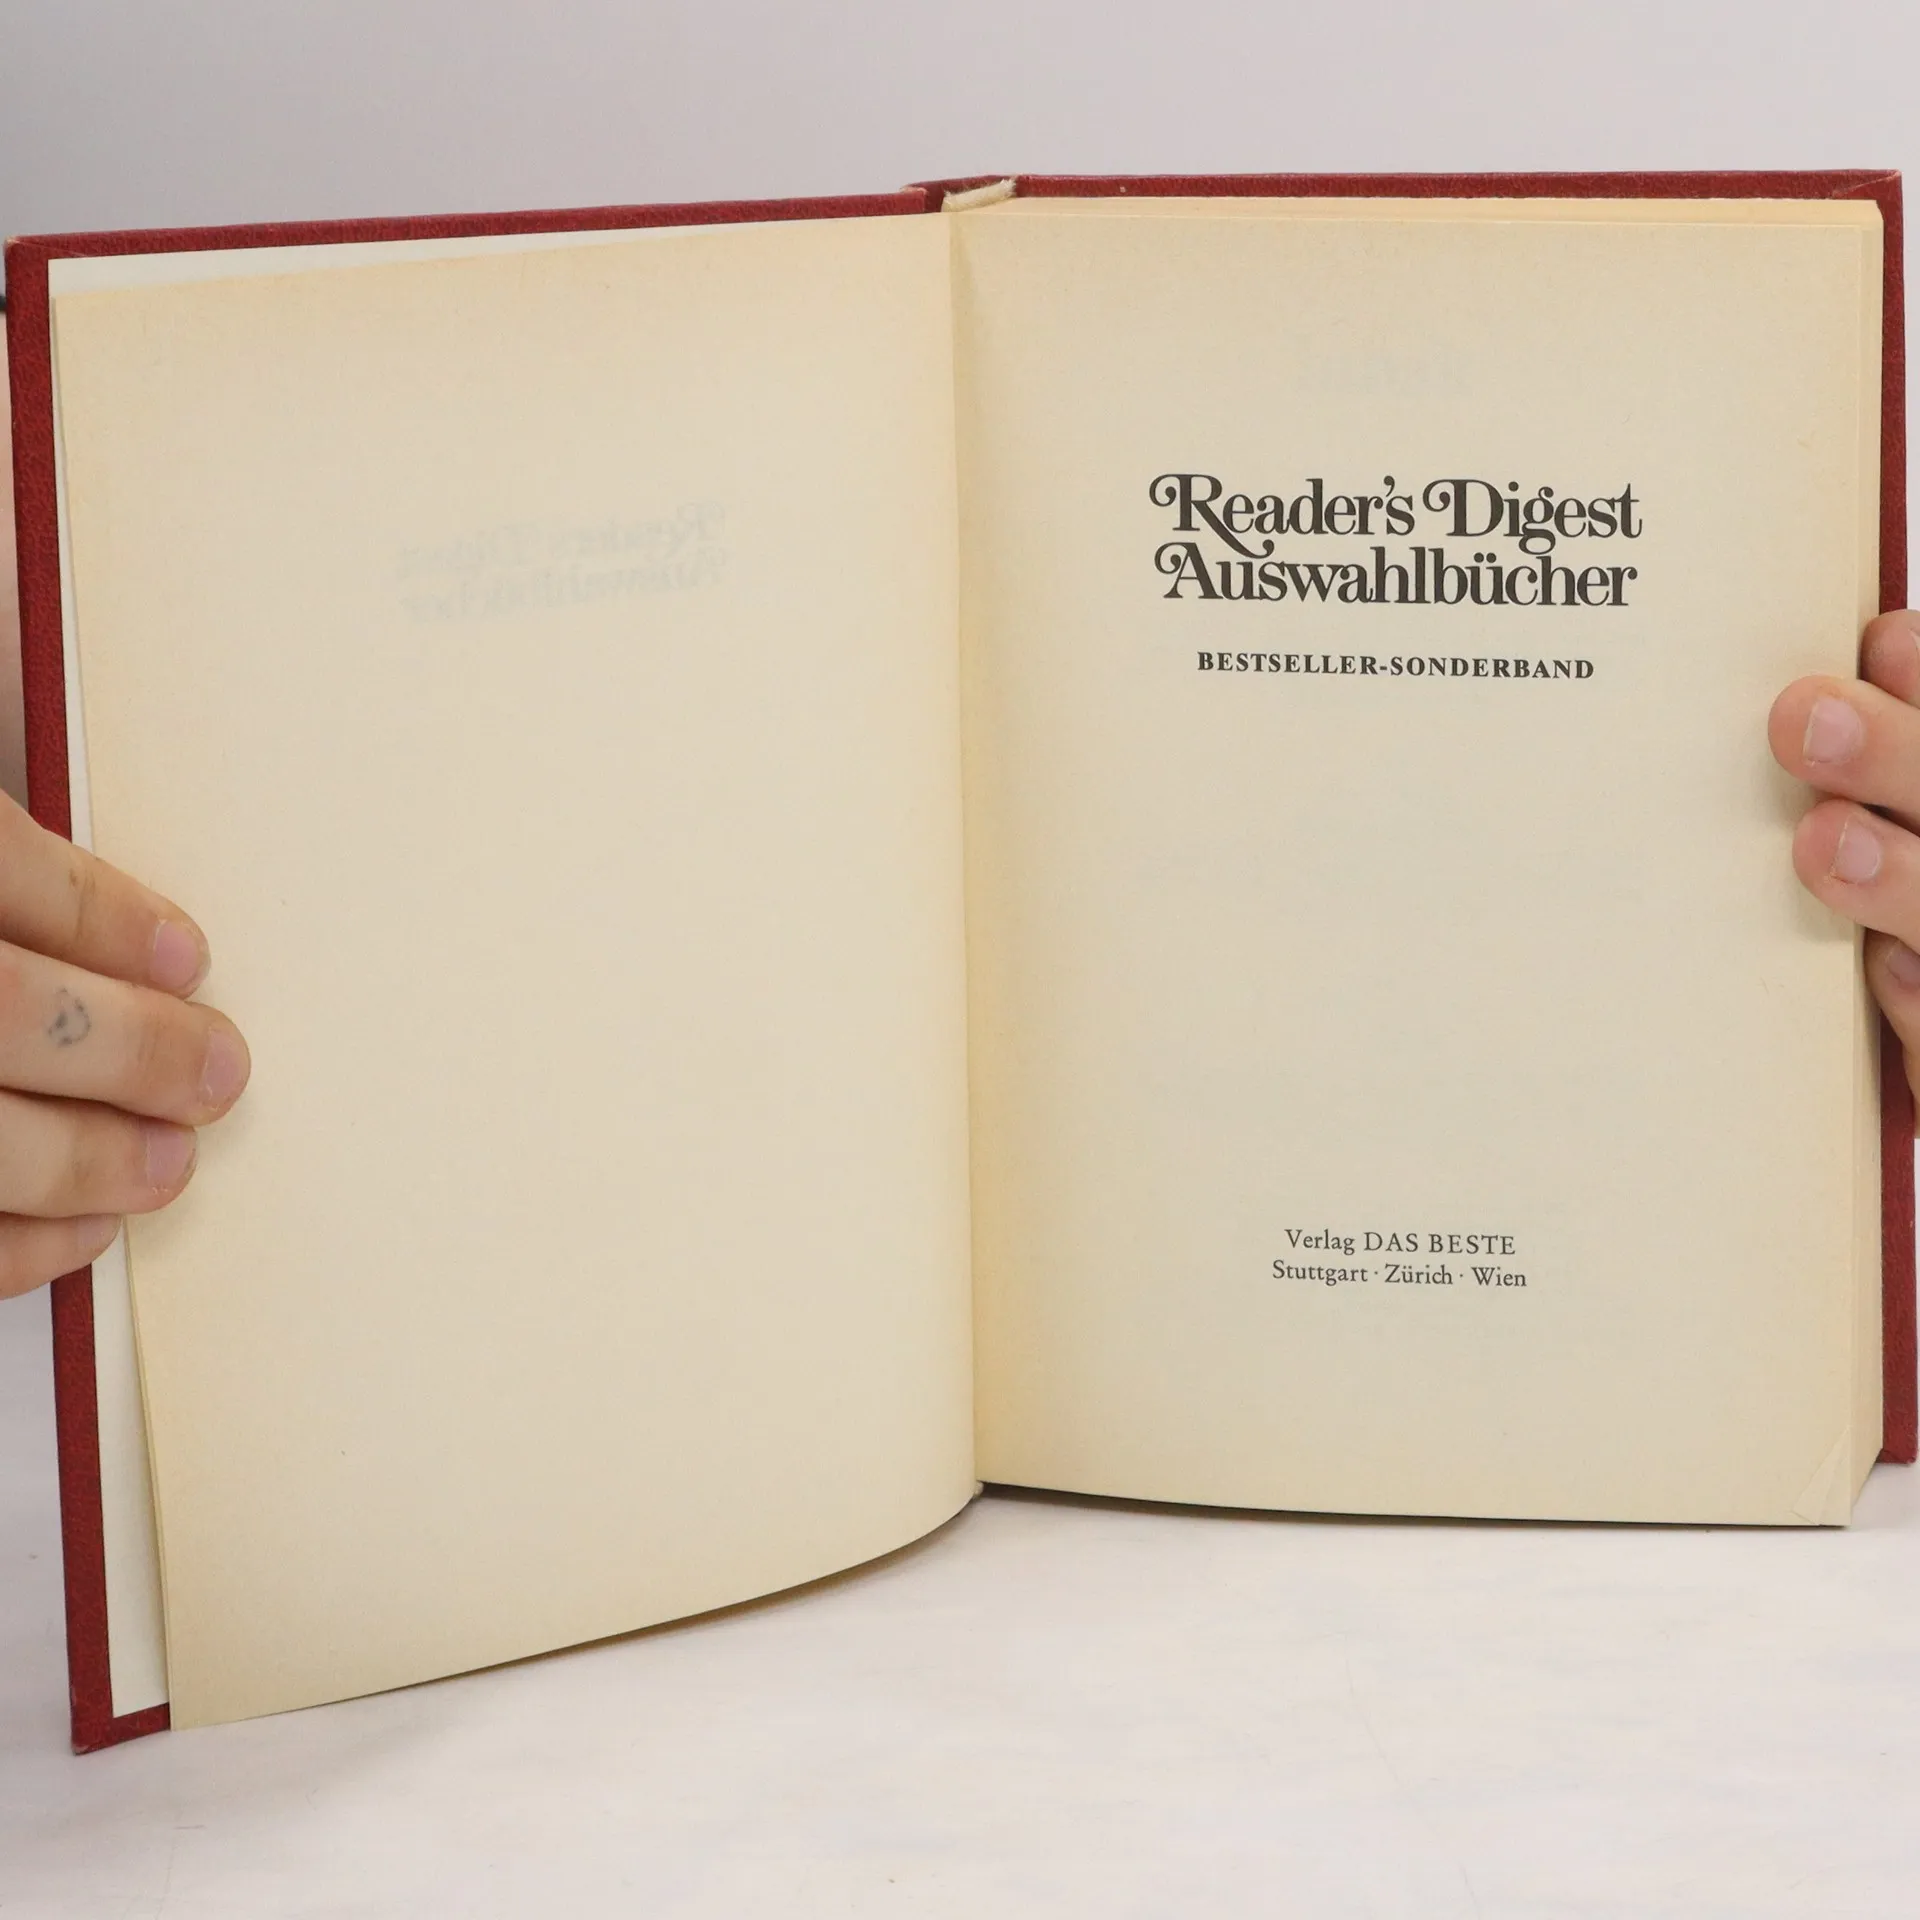 Reader's Digest
Auswahlbücher
BESTSELLER-SONDERBAND
Verlag DAS BESTE
Stuttgart · Zürich · Wien